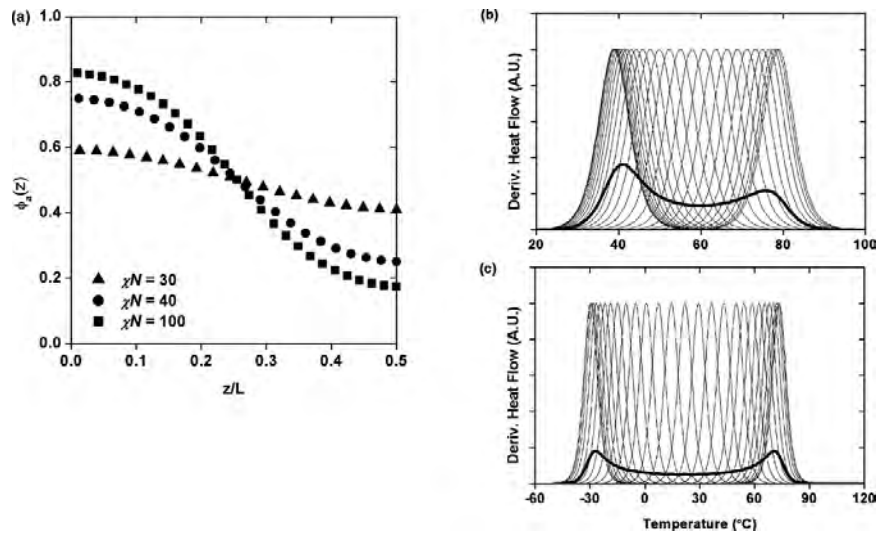 (a)
1.0
0.8
0.6
0.4
0.2
0.0
ϕₐ(z)
χN = 30
χN = 40
χN = 100
0.0 0.1 0.2 0.3 0.4 0.5
z/L
(b)
Deriv. Heat Flow (A.U.)
20 40 60 80 100
(c)
Deriv. Heat Flow (A.U.)
-60 -30 0 30 60 90 120
Temperature (°C)